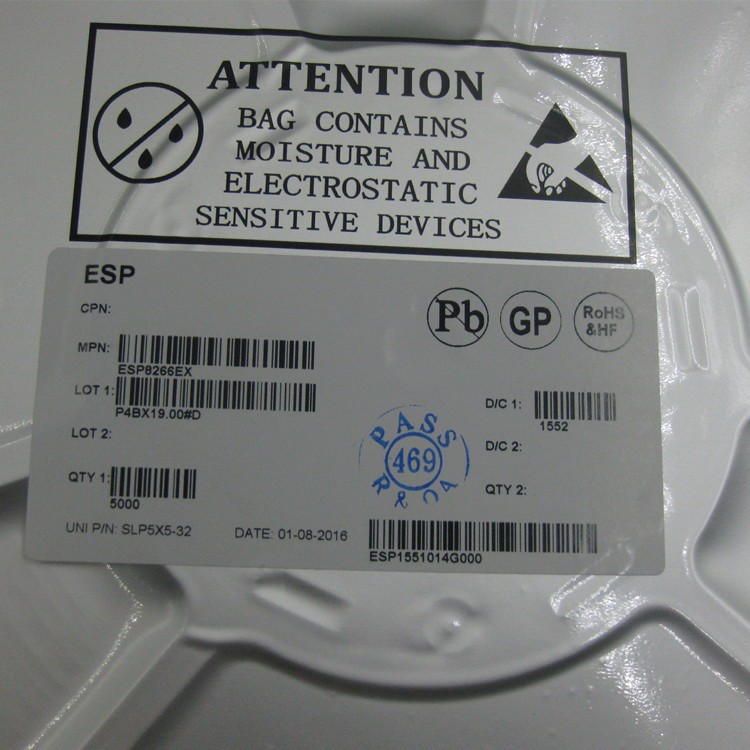 ATTENTION
BAG CONTAINS
MOISTURE AND
ELECTROSTATIC
SENSITIVE DEVICES
ESP
CPN:
Pb
GP
RoHS
&HF
MPN:
ESP8266EX
LOT 1:
P4BX19.00#D
D/C 1:
1552
LOT 2:
D/C 2:
PASS
469
R & QA
QTY 1:
5000
QTY 2:
UNI P/N: SLP5X5-32
DATE: 01-08-2016
ESP1551014G000